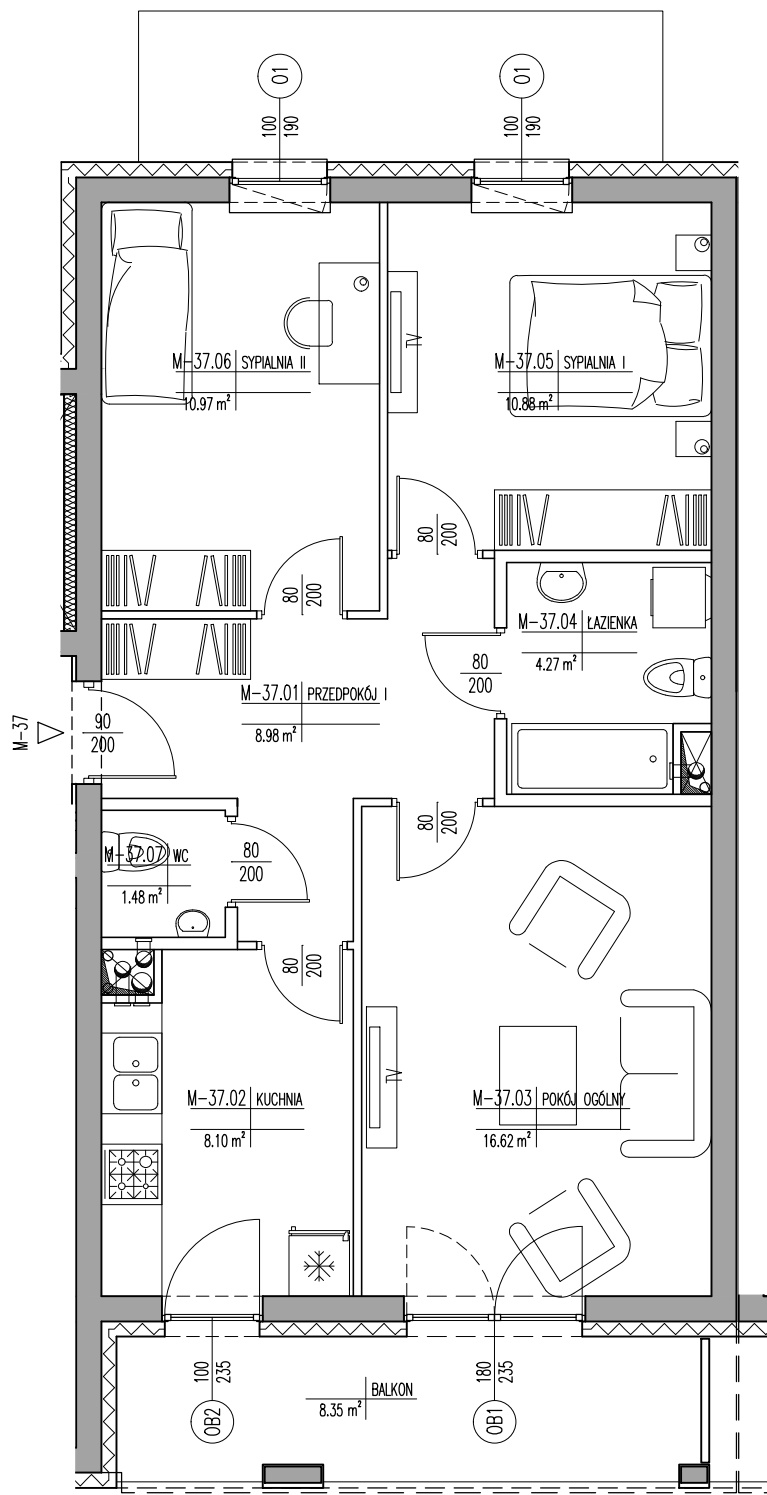 O1
O1
100
190
100
190
M-37.06 SYPIALNIA II
10.97 m²
TV
M-37.05 SYPIALNIA I
10.88 m²
80
200
80
200
M-37.04 ŁAZIENKA
4.27 m²
80
200
M-37.01 PRZEDPOKÓJ I
8.98 m²
M-37
90
200
80
200
M-37.07 WC
1.48 m²
80
200
80
200
TV
M-37.02 KUCHNIA
8.10 m²
M-37.03 POKÓJ OGÓLNY
16.62 m²
100
235
180
235
BALKON
8.35 m²
OB2
OB1